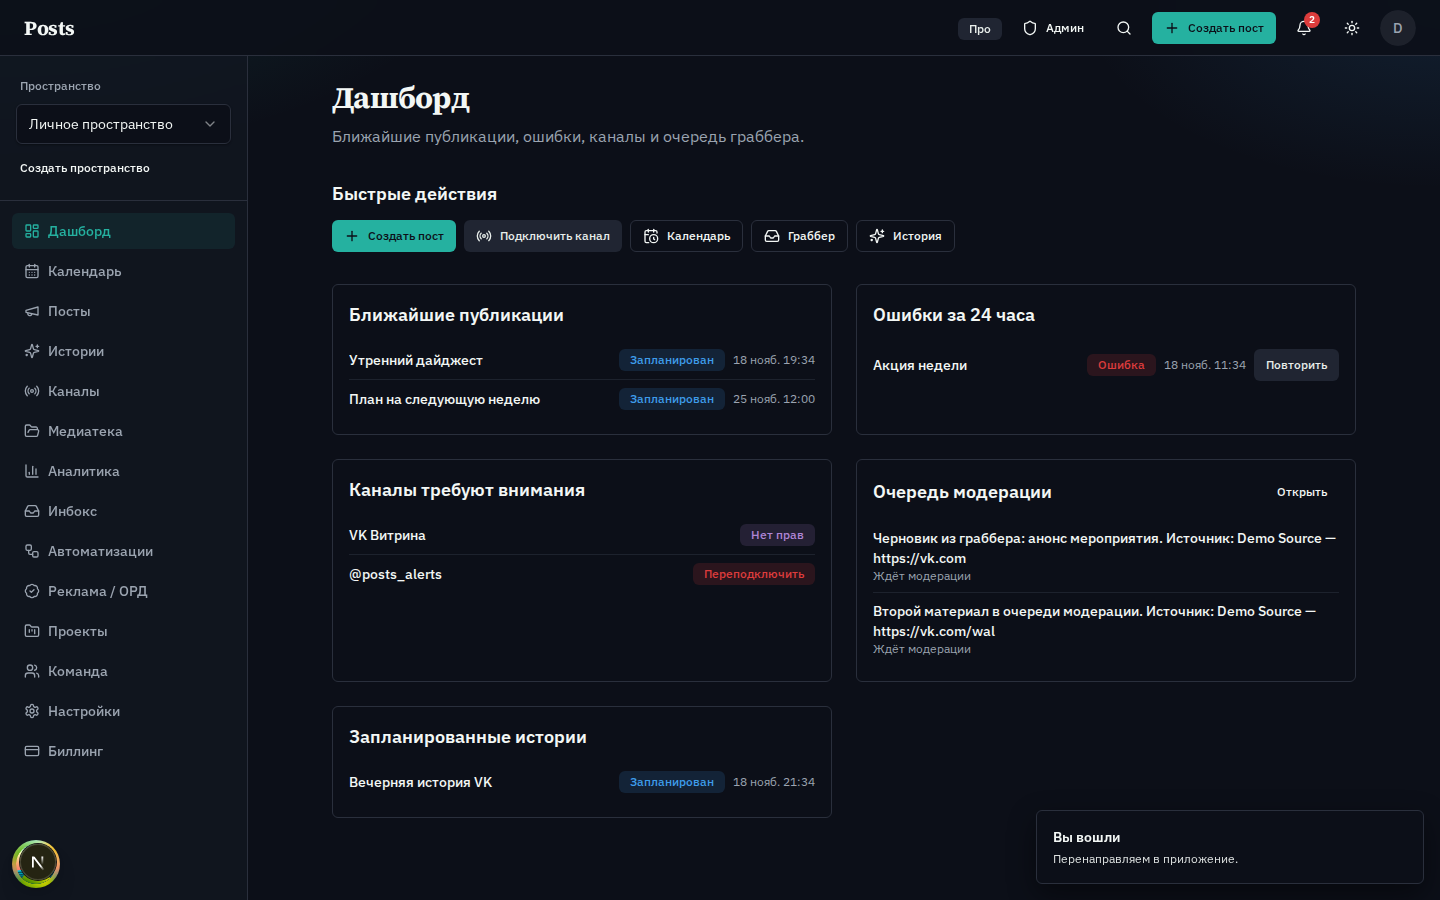 Posts
Про
Админ
Создать пост
2
D
Пространство
Личное пространство
Создать пространство
Дашборд
Календарь
Посты
Истории
Каналы
Медиатека
Аналитика
Инбокс
Автоматизации
Реклама / ОРД
Проекты
Команда
Настройки
Биллинг
N
Дашборд
Ближайшие публикации, ошибки, каналы и очередь граббера.
Быстрые действия
Создать пост
Подключить канал
Календарь
Граббер
История
Ближайшие публикации
Утренний дайджест Запланирован 18 нояб. 19:34
План на следующую неделю Запланирован 25 нояб. 12:00
Ошибки за 24 часа
Акция недели Ошибка 18 нояб. 11:34 Повторить
Каналы требуют внимания
VK Витрина Нет прав
@posts_alerts Переподключить
Очередь модерации Открыть
Черновик из граббера: анонс мероприятия. Источник: Demo Source —
https://vk.com
Ждёт модерации
Второй материал в очереди модерации. Источник: Demo Source —
https://vk.com/wal
Ждёт модерации
Запланированные истории
Вечерняя история VK Запланирован 18 нояб. 21:34
Вы вошли
Перенаправляем в приложение.